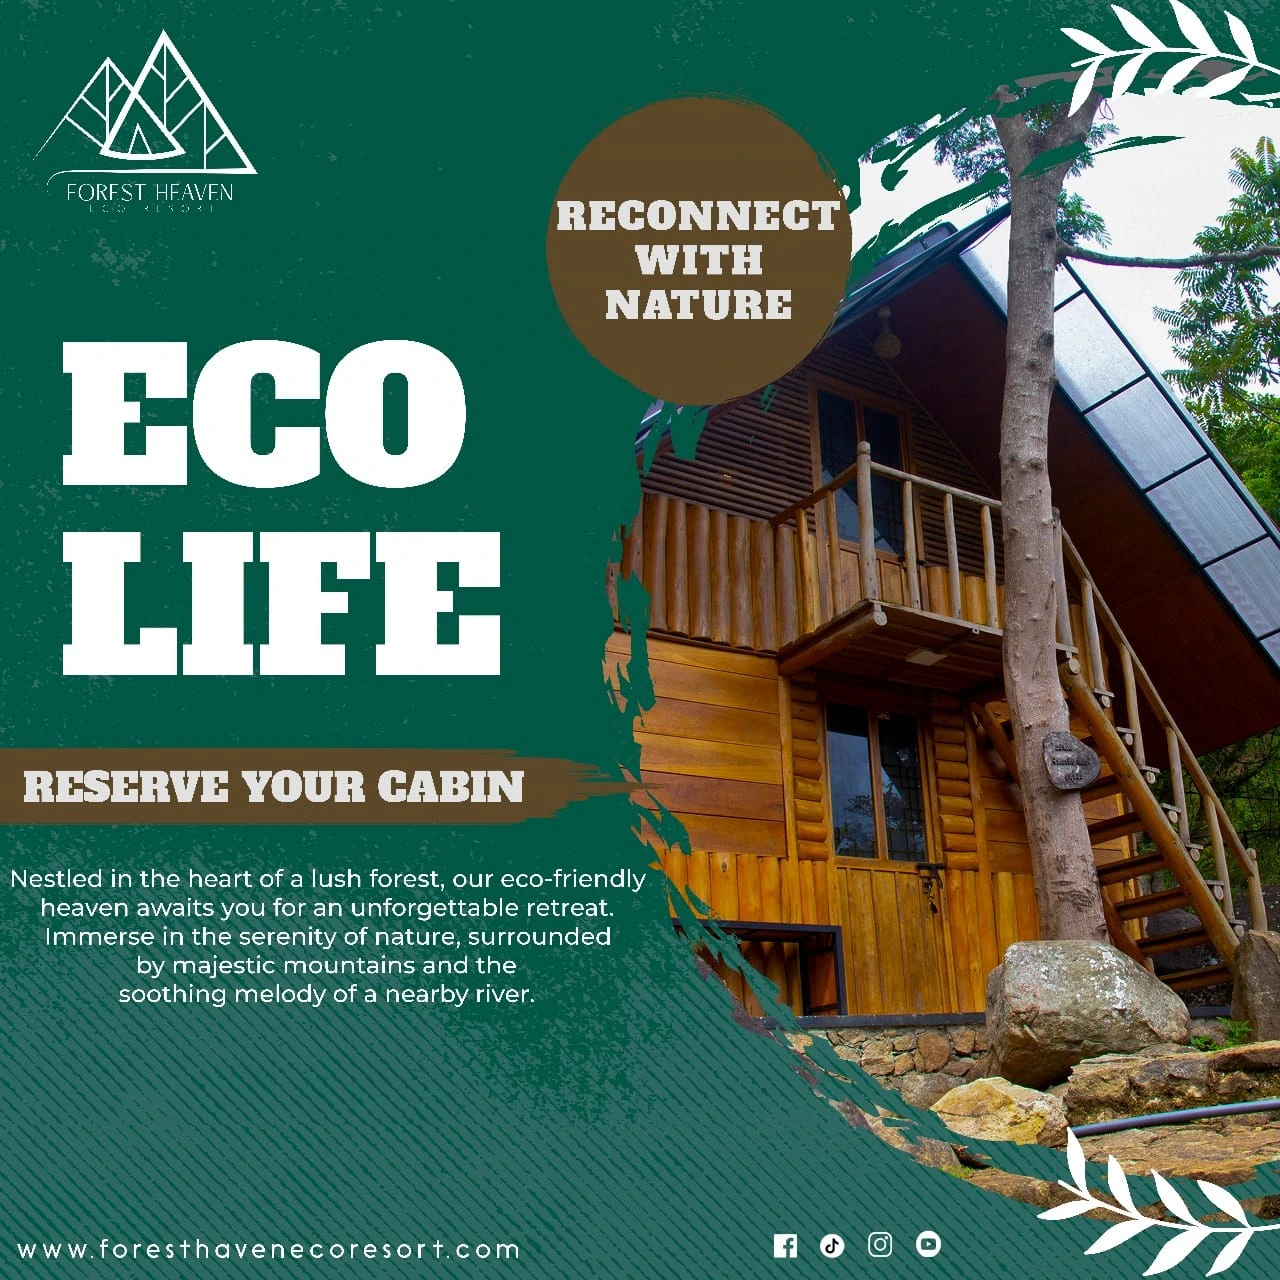 FOREST HEAVEN
ECO RESORT
RECONNECT
WITH
NATURE
ECO
LIFE
RESERVE YOUR CABIN
Nestled in the heart of a lush forest, our eco-friendly
heaven awaits you for an unforgettable retreat.
Immerse in the serenity of nature, surrounded
by majestic mountains and the
soothing melody of a nearby river.
www.foresthavenecoresort.com